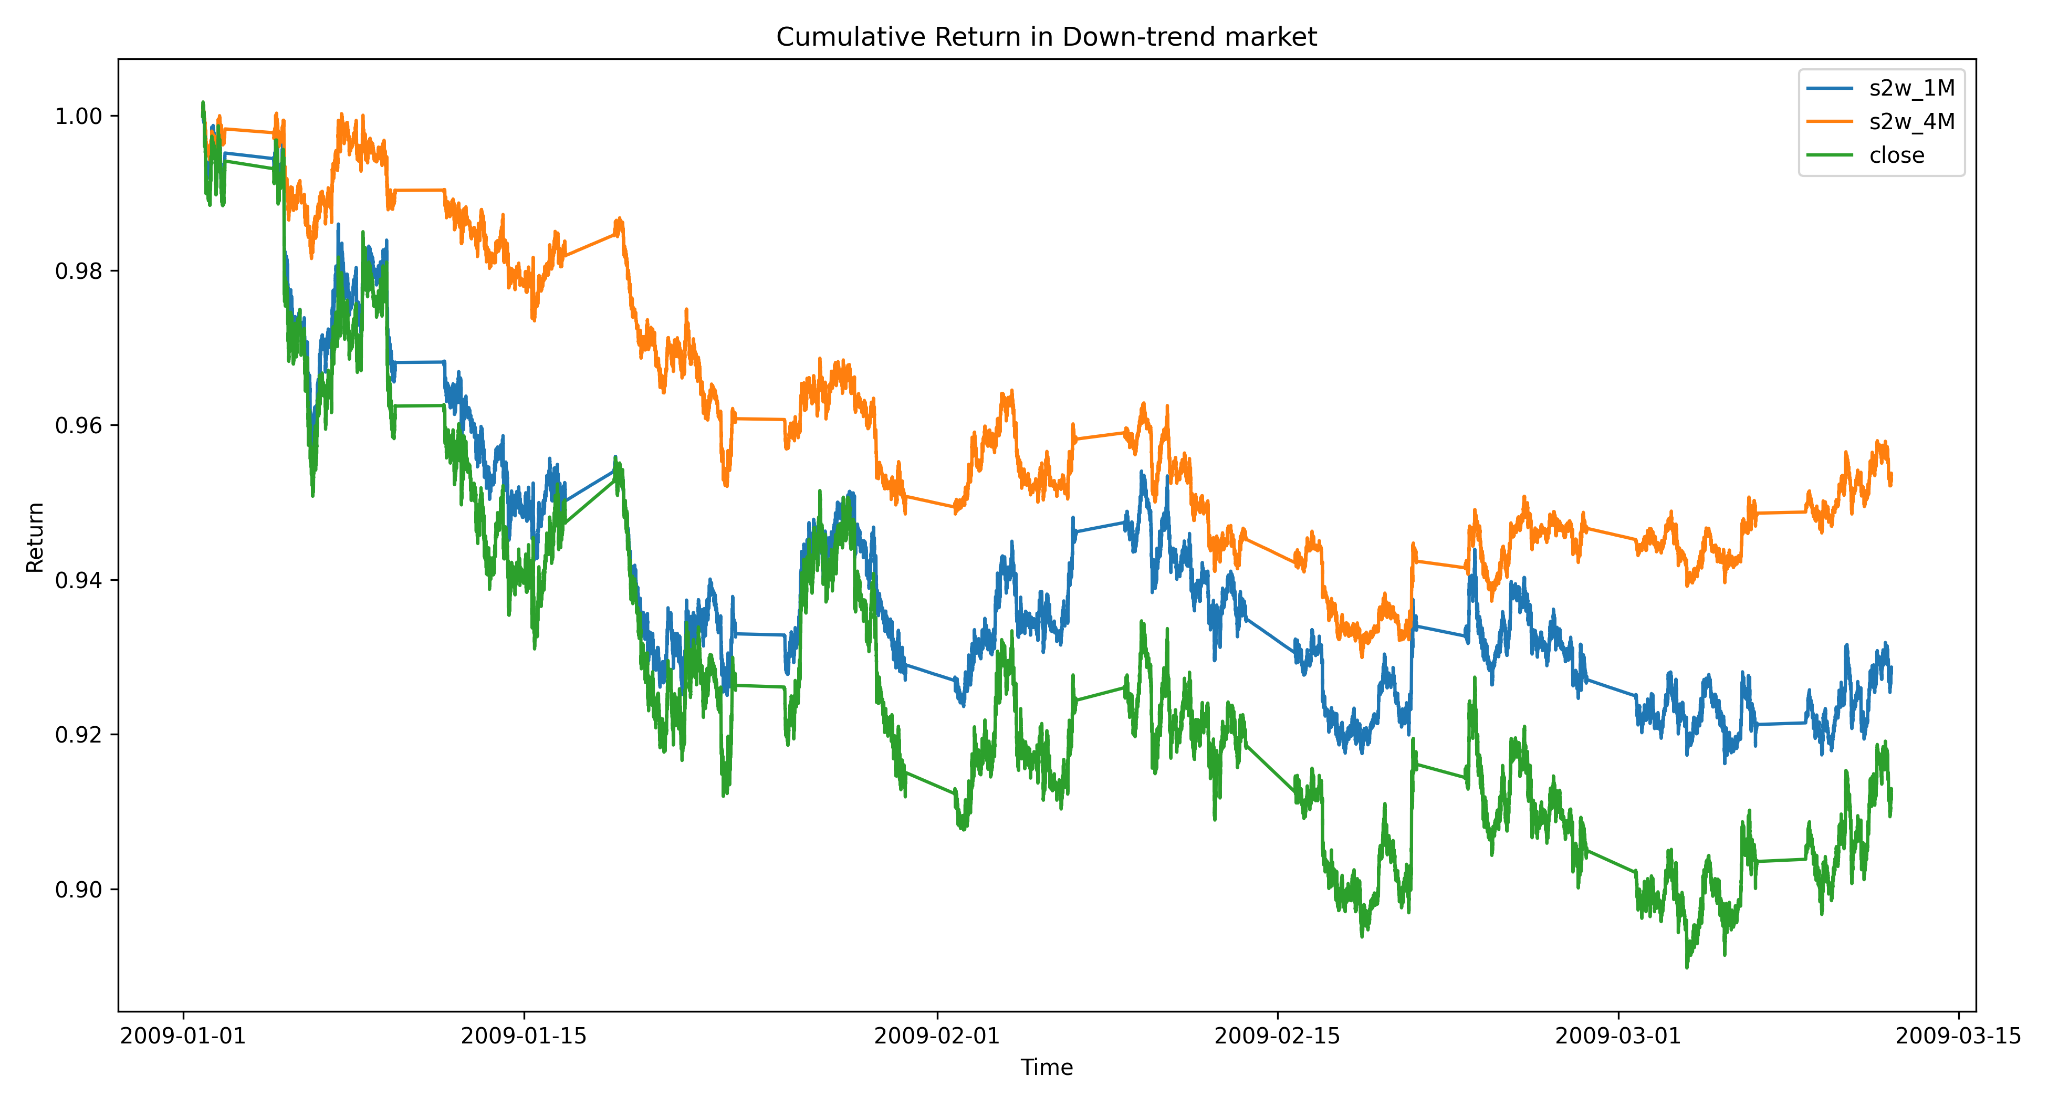 Cumulative Return in Down-trend market
s2w_1M
s2w_4M
close
1.00
0.98
0.96
0.94
0.92
0.90
Return
2009-01-01
2009-01-15
2009-02-01
2009-02-15
2009-03-01
2009-03-15
Time